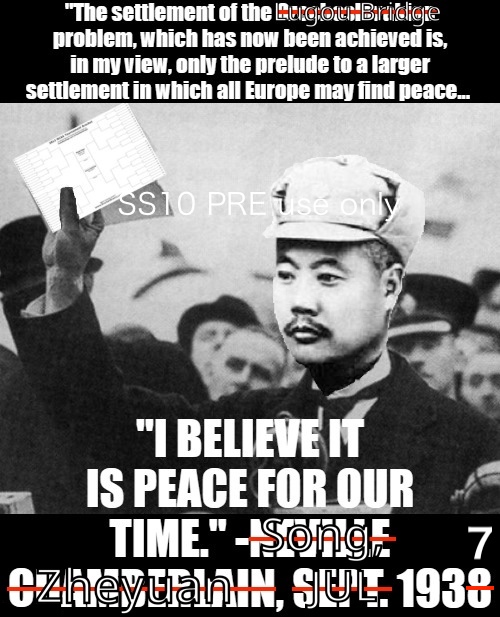 "The settlement of the Lugou Bridge
problem, which has now been achieved is,
in my view, only the prelude to a larger
settlement in which all Europe may find peace...
SS10 PRE use only
"I BELIEVE IT
IS PEACE FOR OUR
TIME." -NEVILLE Song,
CHAMBERLAIN, Zheyuan SEPT. JUL 1938 7